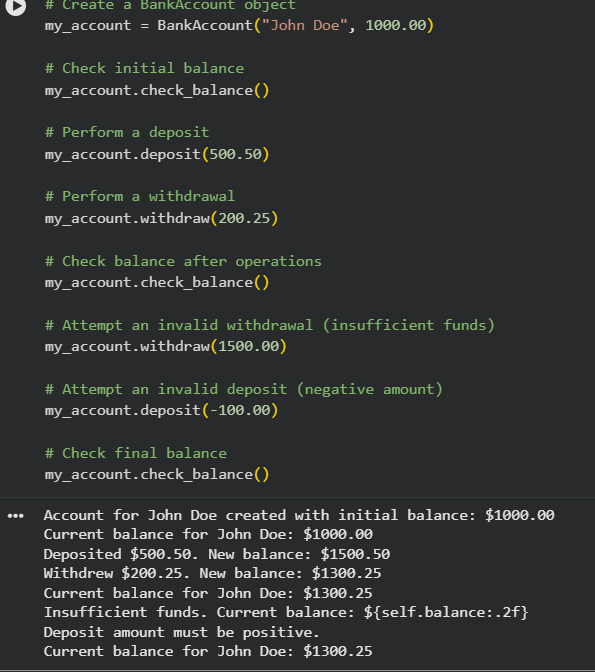 # Create a BankAccount object
my_account = BankAccount("John Doe", 1000.00)
# Check initial balance
my_account.check_balance()
# Perform a deposit
my_account.deposit(500.50)
# Perform a withdrawal
my_account.withdraw(200.25)
# Check balance after operations
my_account.check_balance()
# Attempt an invalid withdrawal (insufficient funds)
my_account.withdraw(1500.00)
# Attempt an invalid deposit (negative amount)
my_account.deposit(-100.00)
# Check final balance
my_account.check_balance()
Account for John Doe created with initial balance: $1000.00
Current balance for John Doe: $1000.00
Deposited $500.50. New balance: $1500.50
Withdrew $200.25. New balance: $1300.25
Current balance for John Doe: $1300.25
Insufficient funds. Current balance: ${self.balance:.2f}
Deposit amount must be positive.
Current balance for John Doe: $1300.25